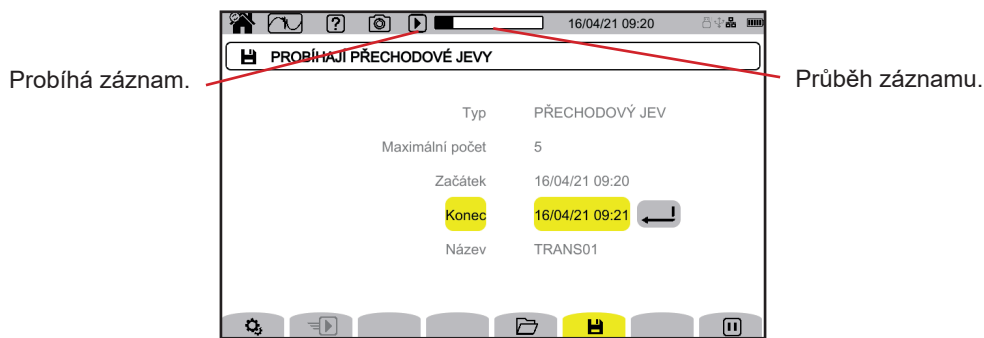 16/04/21 09:20
PROBÍHAJÍ PŘECHODOVÉ JEVY
Probíhá záznam.
Průběh záznamu.
Typ PŘECHODOVÝ JEV
Maximální počet 5
Začátek 16/04/21 09:20
Konec 16/04/21 09:21
Název TRANS01